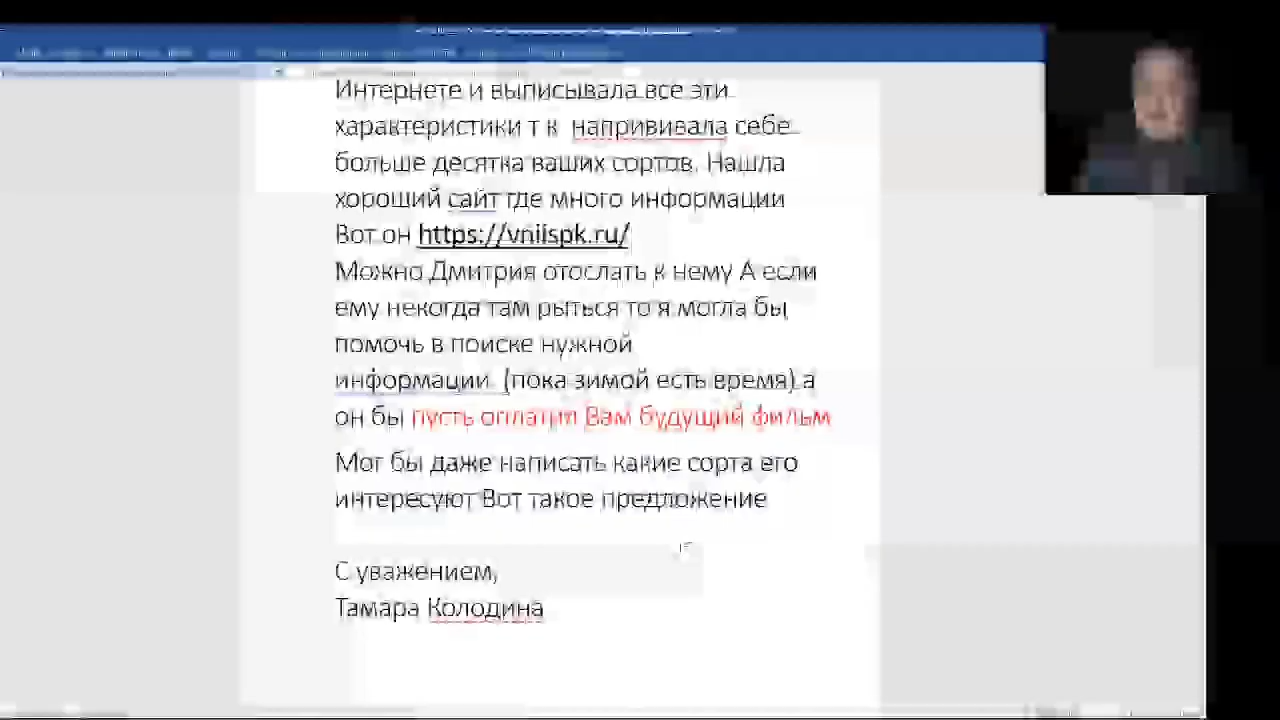 Интернете и выписывала все эти
характеристики т к напрививала себе
больше десятка ваших сортов. Нашла
хороший сайт где много информации
Вот он https://vniispk.ru/
Можно Дмитрия отослать к нему А если
ему некогда там рыться то я могла бы
помочь в поиске нужной
информации (пока зимой есть время) а
он бы пусть оплатил Вам будущий фильм
Мог бы даже написать какие сорта его
интересуют Вот такое предложение
С уважением,
Тамара Колодина